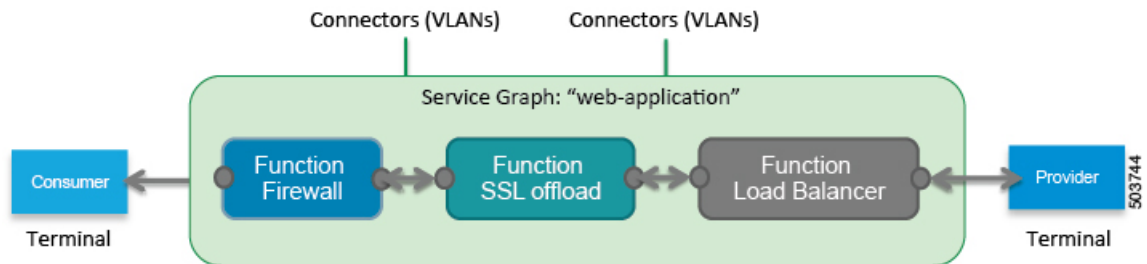 Connectors (VLANs)
Connectors (VLANs)
Service Graph: “web-application”
Consumer
Function
Firewall
Function
SSL offload
Function
Load Balancer
Provider
503744
Terminal
Terminal